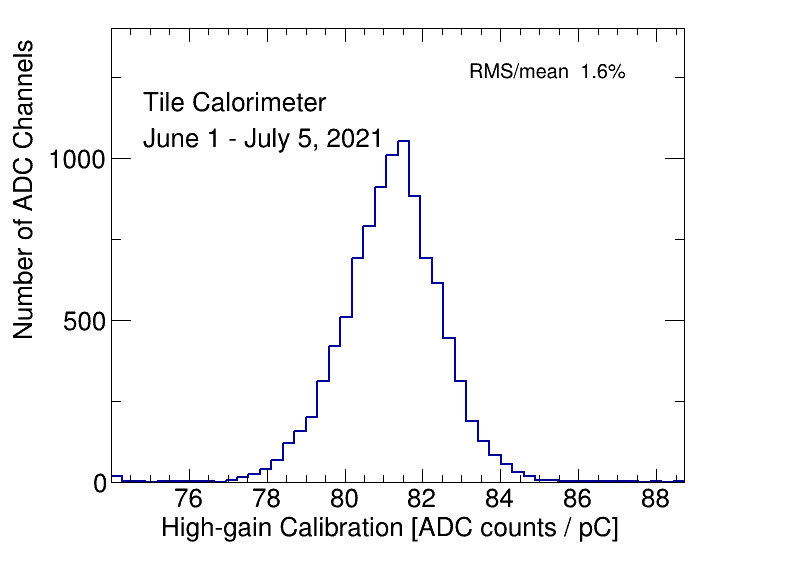 RMS/mean  1.6%
Tile Calorimeter
June 1 - July 5, 2021
Number of ADC Channels
1000
500
0
76 78 80 82 84 86 88
High-gain Calibration [ADC counts / pC]